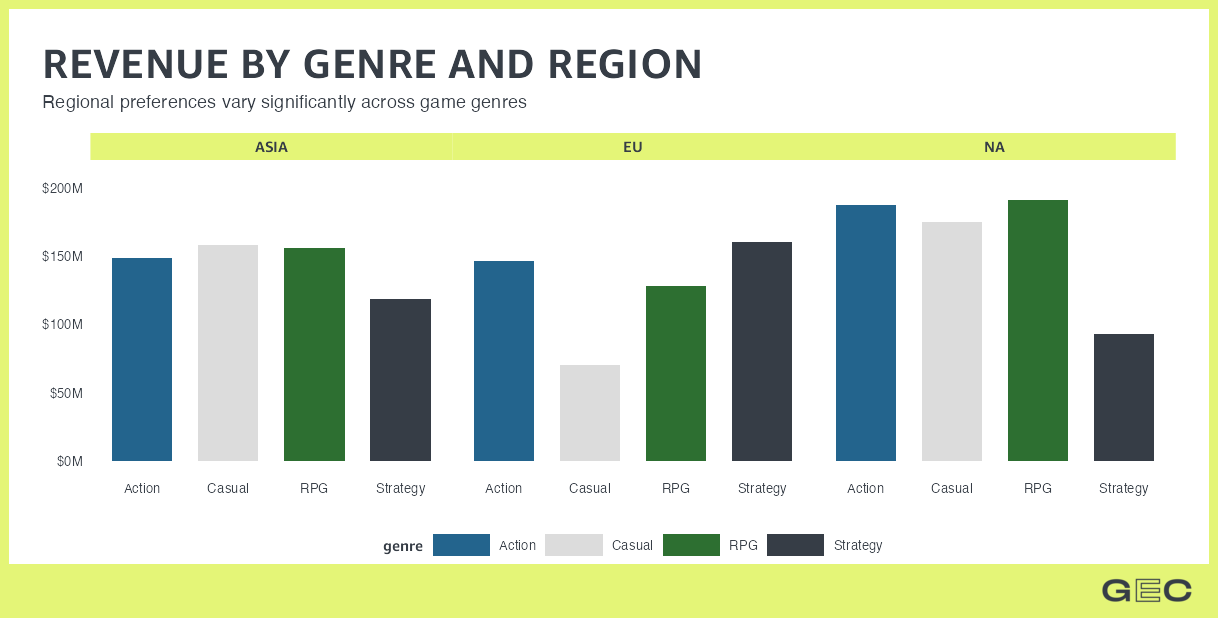 REVENUE BY GENRE AND REGION
Regional preferences vary significantly across game genres
ASIA EU NA
$200M
$150M
$100M
$50M
$0M
Action Casual RPG Strategy Action Casual RPG Strategy Action Casual RPG Strategy
genre Action Casual RPG Strategy
GEC